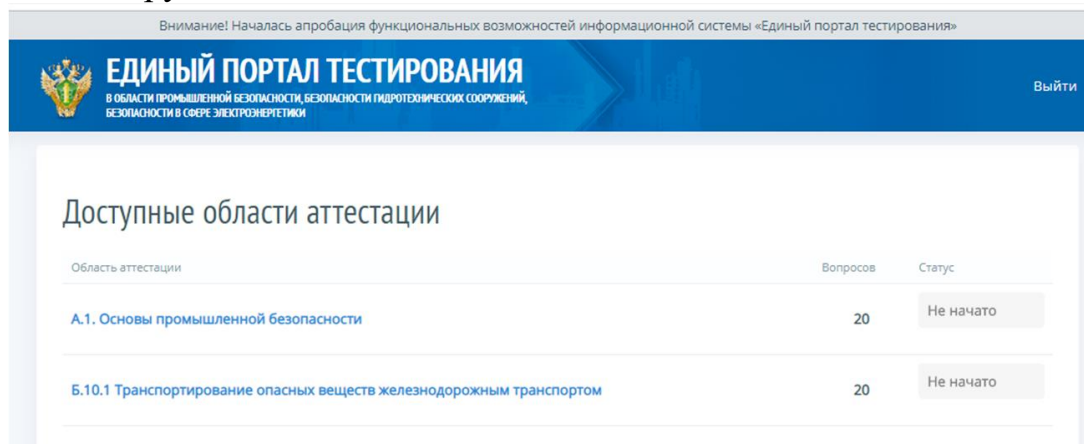 Внимание! Началась апробация функциональных возможностей информационной системы «Единый портал тестирования»
ЕДИНЫЙ ПОРТАЛ ТЕСТИРОВАНИЯ
В ОБЛАСТИ ПРОМЫШЛЕННОЙ БЕЗОПАСНОСТИ, БЕЗОПАСНОСТИ ГИДРОТЕХНИЧЕСКИХ СООРУЖЕНИЙ,
БЕЗОПАСНОСТИ В СФЕРЕ ЭЛЕКТРОЭНЕРГЕТИКИ
Выйти
Доступные области аттестации
Область аттестации Вопросов Статус
А.1. Основы промышленной безопасности 20 Не начато
Б.10.1 Транспортирование опасных веществ железнодорожным транспортом 20 Не начато